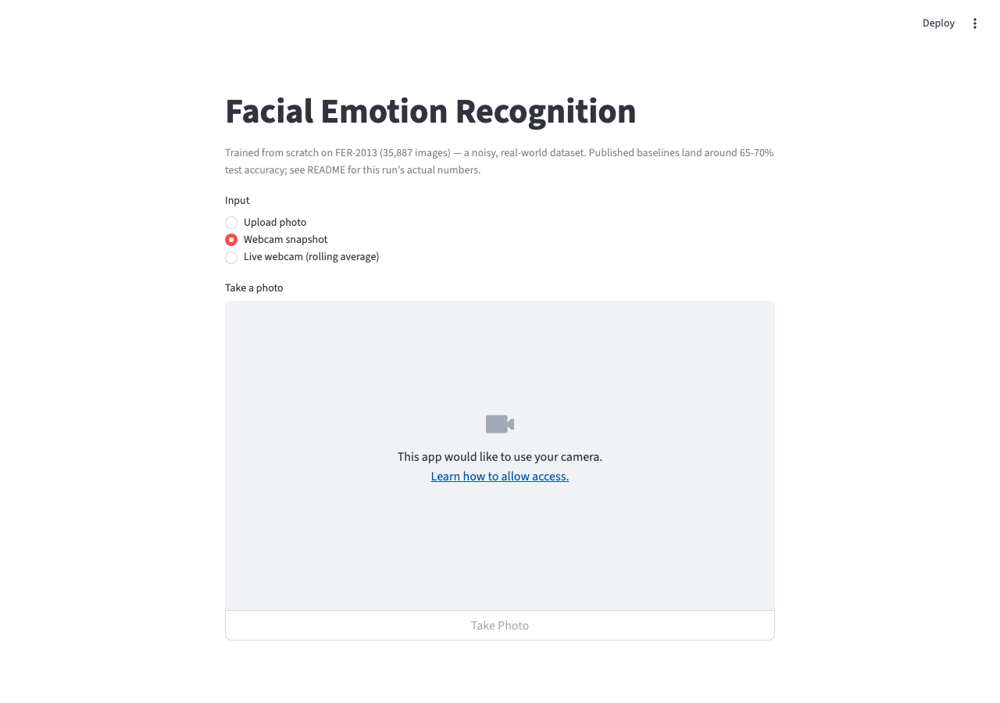 Deploy
Facial Emotion Recognition
Trained from scratch on FER-2013 (35,887 images) — a noisy, real-world dataset. Published baselines land around 65-70%
test accuracy; see README for this run's actual numbers.
Input
Upload photo
Webcam snapshot
Live webcam (rolling average)
Take a photo
This app would like to use your camera.
Learn how to allow access.
Take Photo